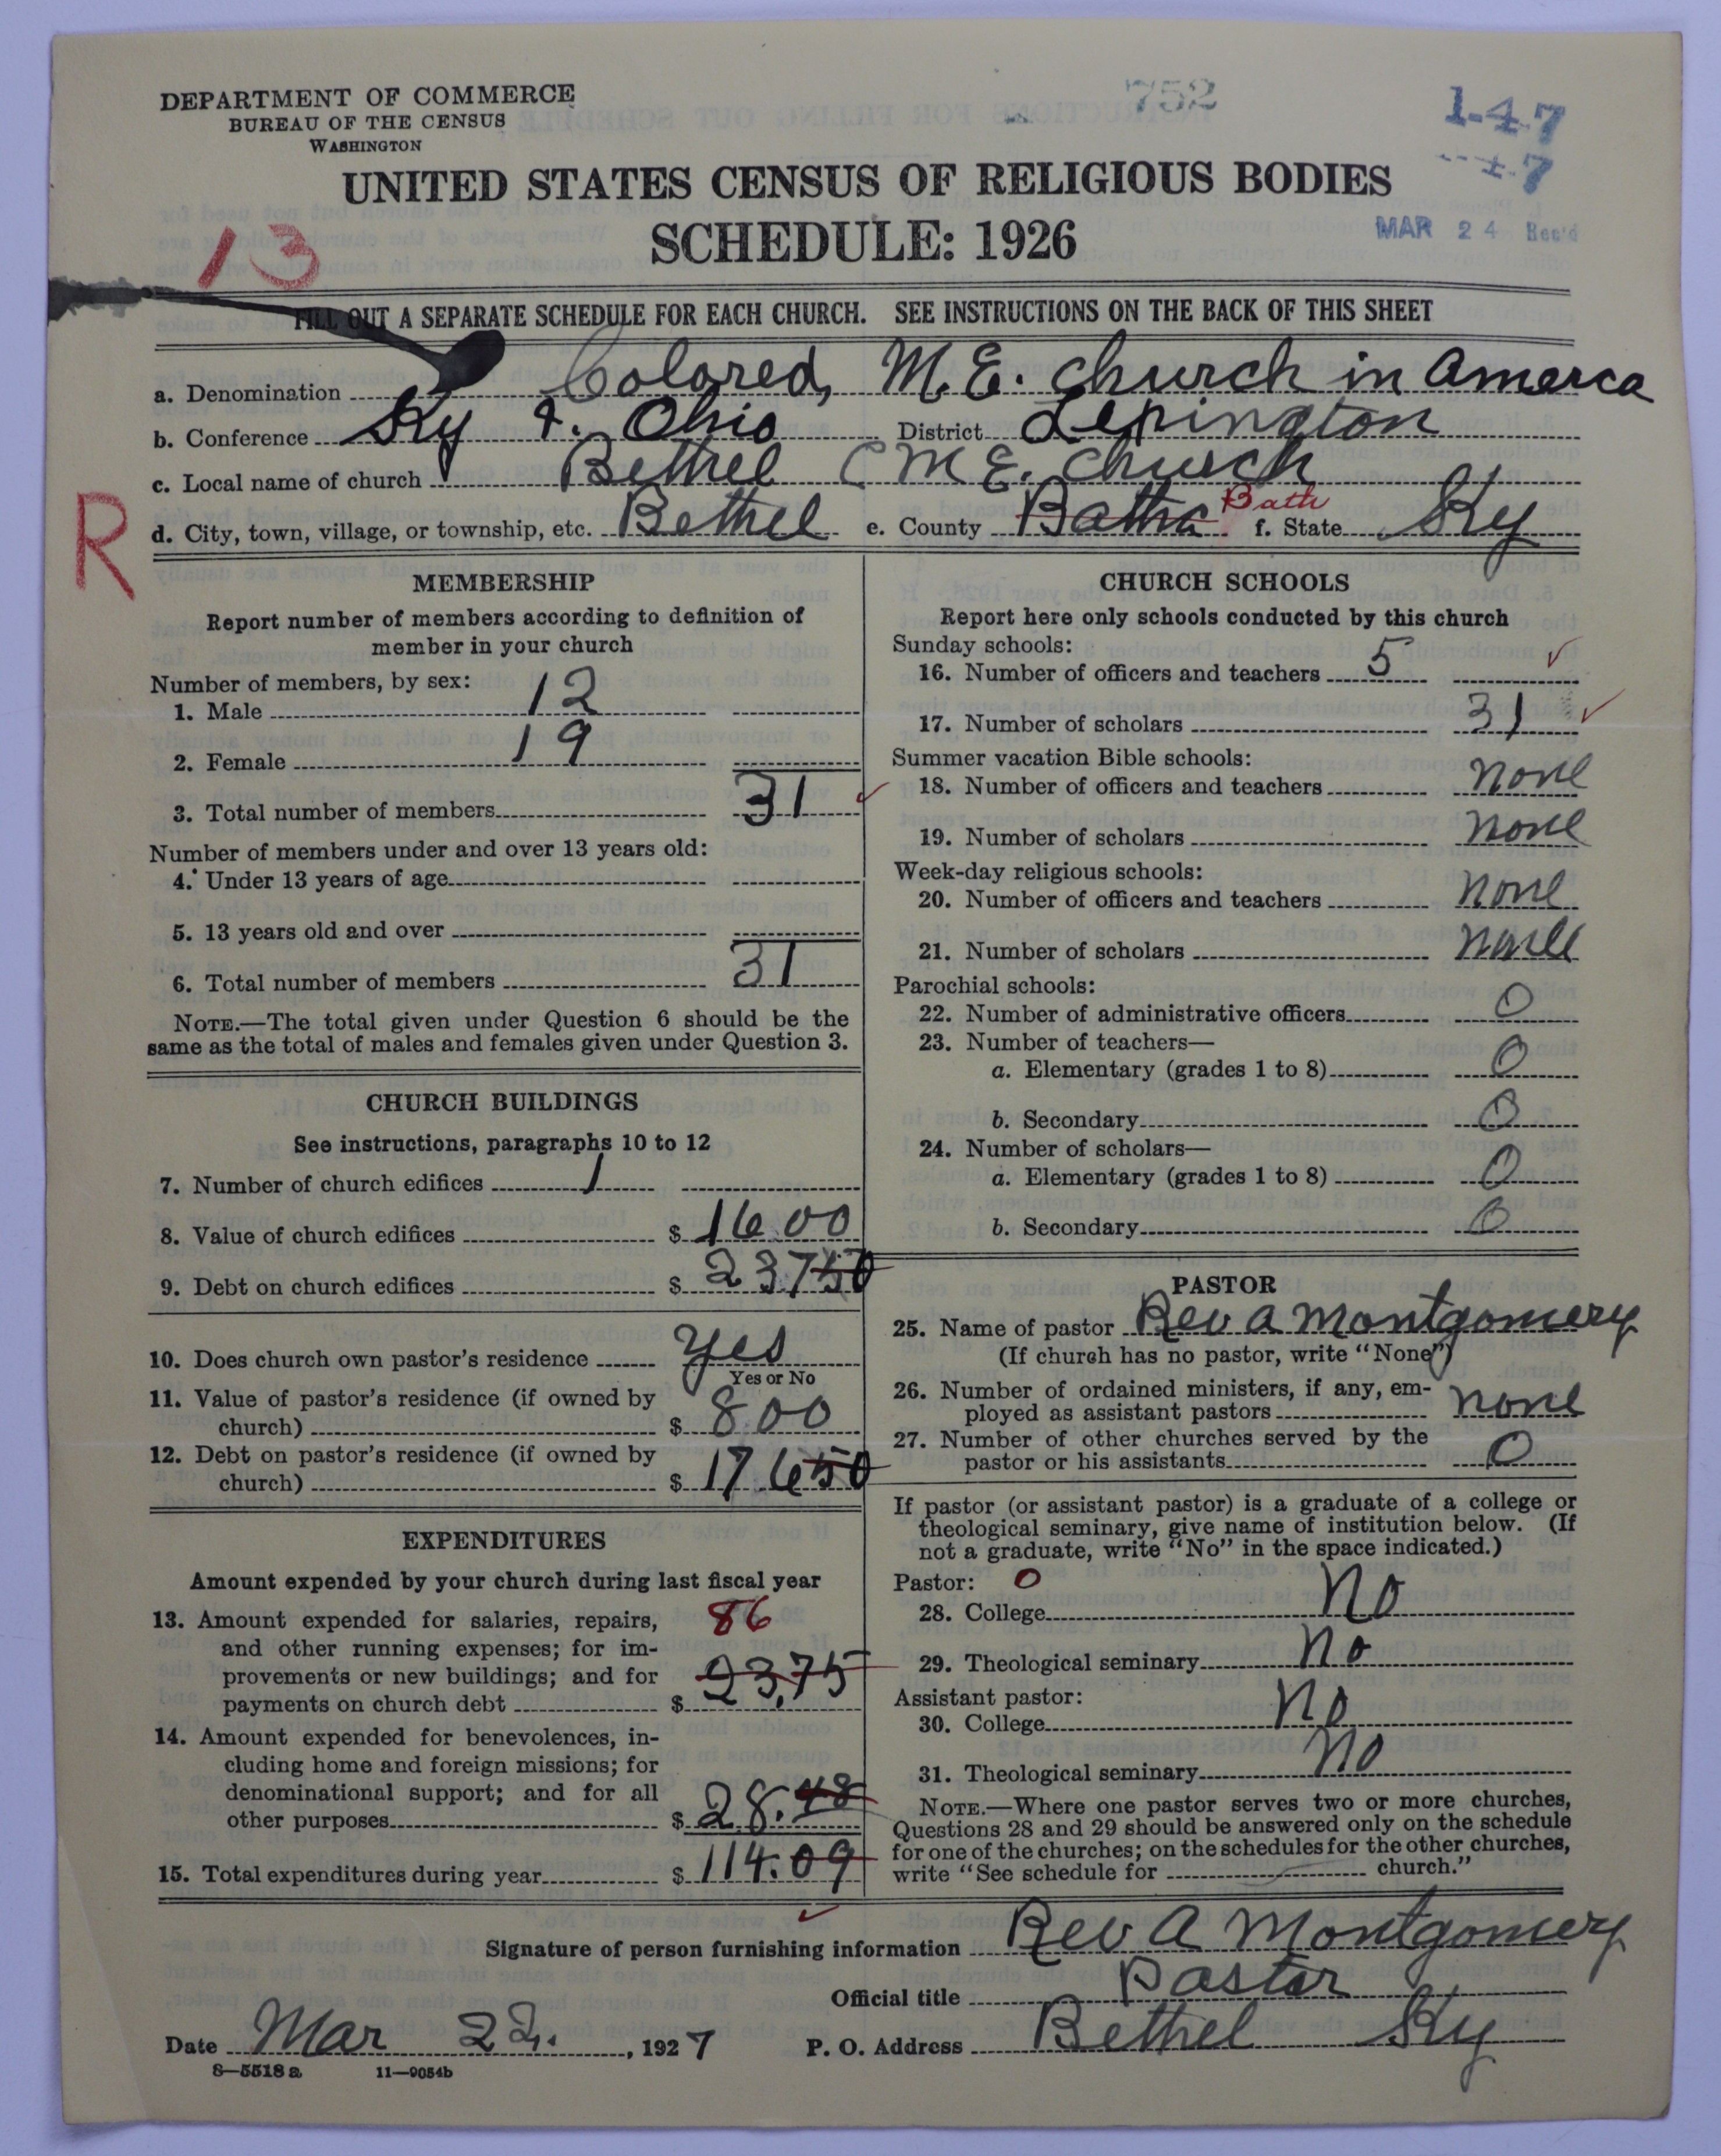 DEPARTMENT OF COMMERCE
BUREAU OF THE CENSUS
WASHINGTON
752
1-4-7
7
UNITED STATES CENSUS OF RELIGIOUS BODIES
SCHEDULE: 1926
MAR 24 Rec'd
13
FILL OUT A SEPARATE SCHEDULE FOR EACH CHURCH. SEE INSTRUCTIONS ON THE BACK OF THIS SHEET
a. Denomination Colored, M.E. Church in Amerca
b. Conference Ky & Ohio District Lexington
c. Local name of church Bethel C M E. Church
R
d. City, town, village, or township, etc. Bethel e. County Batha Bath f. State Ky
MEMBERSHIP
Report number of members according to definition of
member in your church
Number of members, by sex:
1. Male 12
2. Female 19
3. Total number of members 31
Number of members under and over 13 years old:
4. Under 13 years of age
5. 13 years old and over
6. Total number of members 31
NOTE.—The total given under Question 6 should be the
same as the total of males and females given under Question 3.
CHURCH BUILDINGS
See instructions, paragraphs 10 to 12
7. Number of church edifices 1
8. Value of church edifices $ 1600
9. Debt on church edifices $ 23750
10. Does church own pastor's residence yes
Yes or No
11. Value of pastor's residence (if owned by
church) $ 800
12. Debt on pastor's residence (if owned by
church) $ 17650
EXPENDITURES
Amount expended by your church during last fiscal year
13. Amount expended for salaries, repairs, 86
and other running expenses; for im-
provements or new buildings; and for
payments on church debt $ 23,75
14. Amount expended for benevolences, in-
cluding home and foreign missions; for
denominational support; and for all
other purposes $ 28.48
15. Total expenditures during year $ 114.09
CHURCH SCHOOLS
Report here only schools conducted by this church
Sunday schools:
16. Number of officers and teachers 5
17. Number of scholars 31
Summer vacation Bible schools:
18. Number of officers and teachers none
19. Number of scholars none
Week-day religious schools:
20. Number of officers and teachers none
21. Number of scholars none
Parochial schools:
22. Number of administrative officers 0
23. Number of teachers—
a. Elementary (grades 1 to 8) 0
b. Secondary 0
24. Number of scholars—
a. Elementary (grades 1 to 8) 0
b. Secondary 0
PASTOR
25. Name of pastor Rev A Montgomery
(If church has no pastor, write "None")
26. Number of ordained ministers, if any, em-
ployed as assistant pastors none
27. Number of other churches served by the
pastor or his assistants 0
If pastor (or assistant pastor) is a graduate of a college or
theological seminary, give name of institution below. (If
not a graduate, write "No" in the space indicated.)
Pastor: 0
28. College No
29. Theological seminary No
Assistant pastor:
30. College No
31. Theological seminary No
NOTE.—Where one pastor serves two or more churches,
Questions 28 and 29 should be answered only on the schedule
for one of the churches; on the schedules for the other churches,
write "See schedule for church."
Signature of person furnishing information Rev A Montgomery
Official title Pastor
Date Mar 22, 1927 P. O. Address Bethel Ky
8—5518a 11—9054b